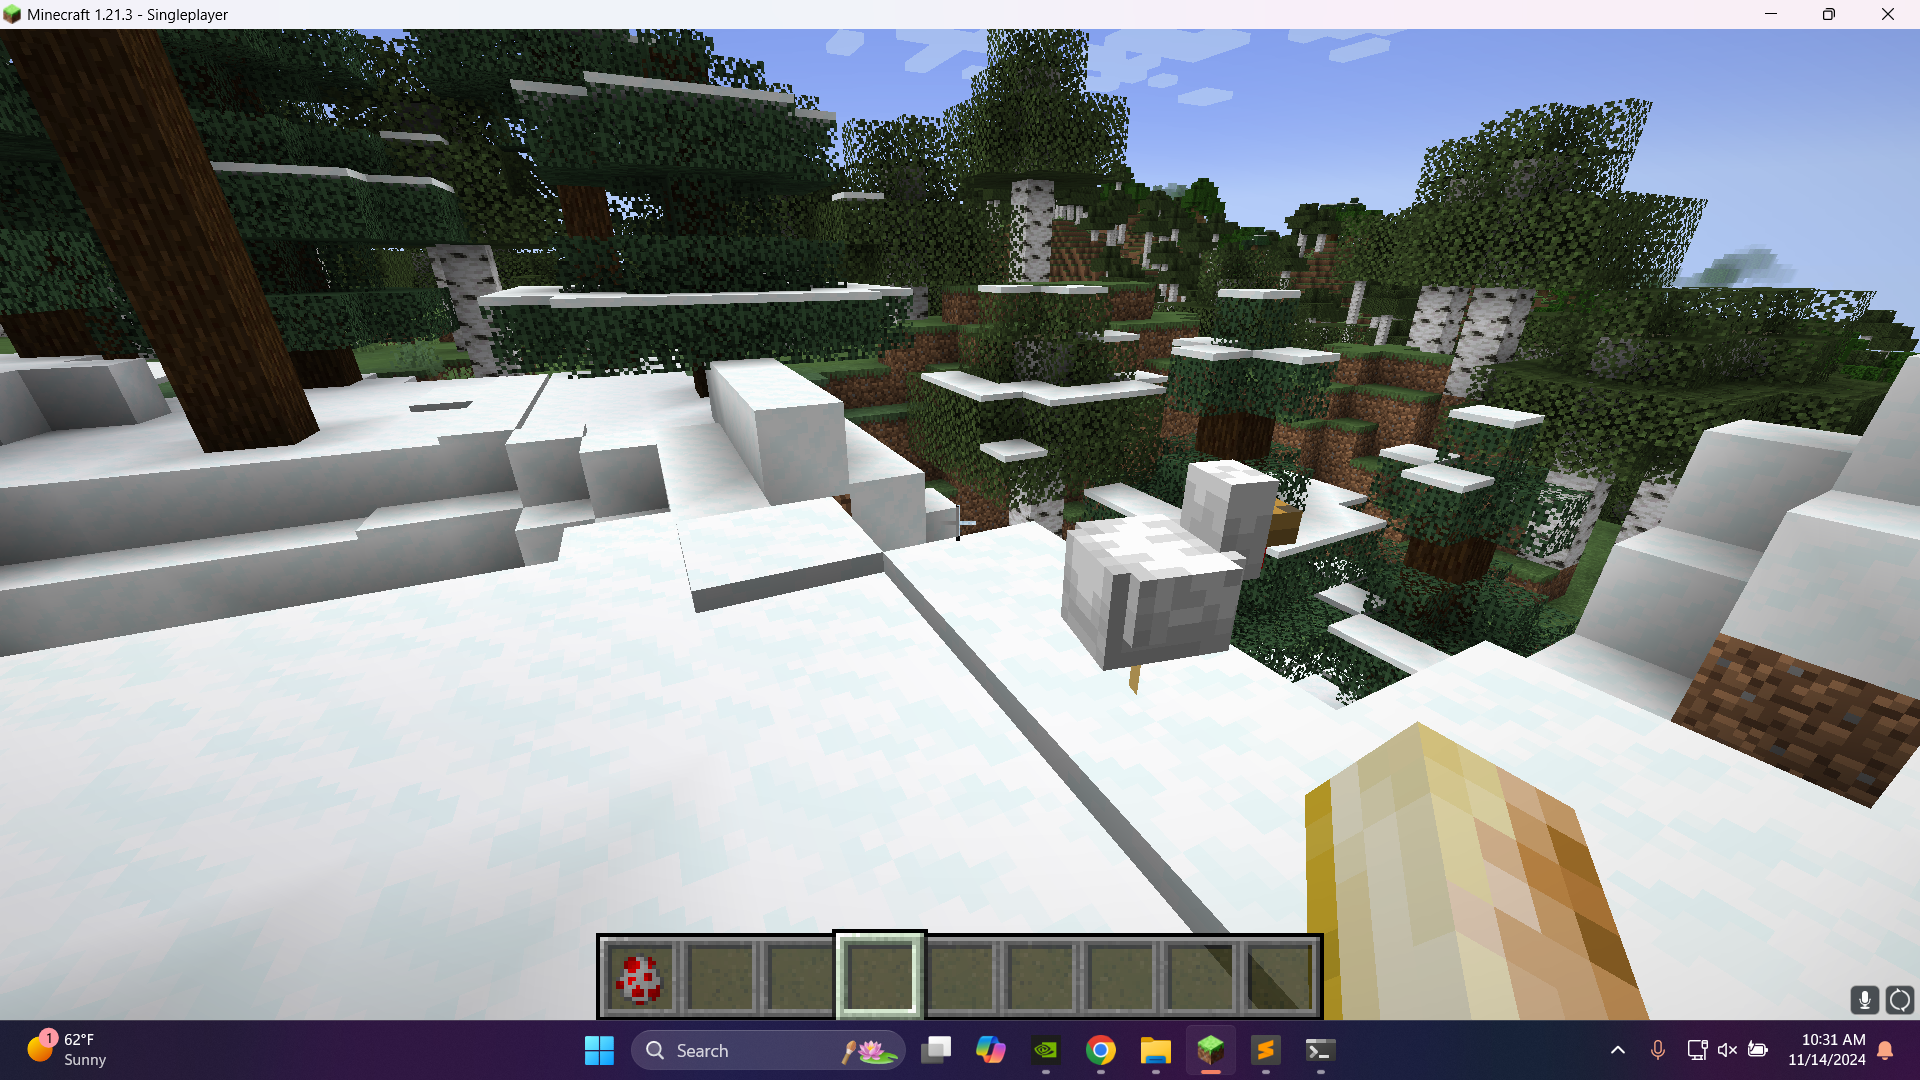 Minecraft 1.21.3 - Singleplayer
1
62°F
Sunny
Search
10:31 AM
11/14/2024